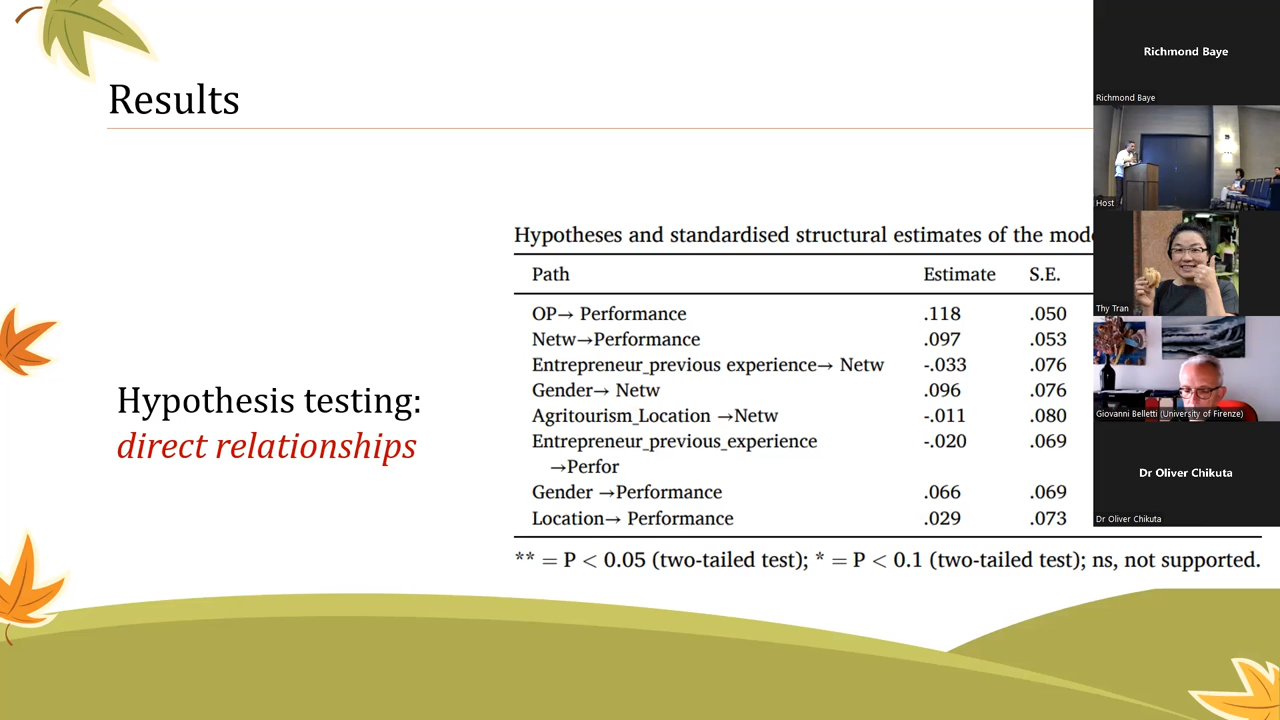 Results
Hypothesis testing:
direct relationships
Hypotheses and standardised structural estimates of the
Path Estimate S.E.
OP→ Performance .118 .050
Netw→Performance .097 .053
Entrepreneur_previous experience→ Netw -.033 .076
Gender→ Netw .096 .076
Agritourism_Location →Netw -.011 .080
Entrepreneur_previous_experience -.020 .069
→Perfor
Gender →Performance .066 .069
Location→ Performance .029 .073
** = P < 0.05 (two-tailed test); * = P < 0.1 (two-tailed test); ns, not supported.
Richmond Baye
Richmond Baye
Host
Thy Tran
Giovanni Belletti (University of Firenze)
Dr Oliver Chikuta
Dr Oliver Chikuta